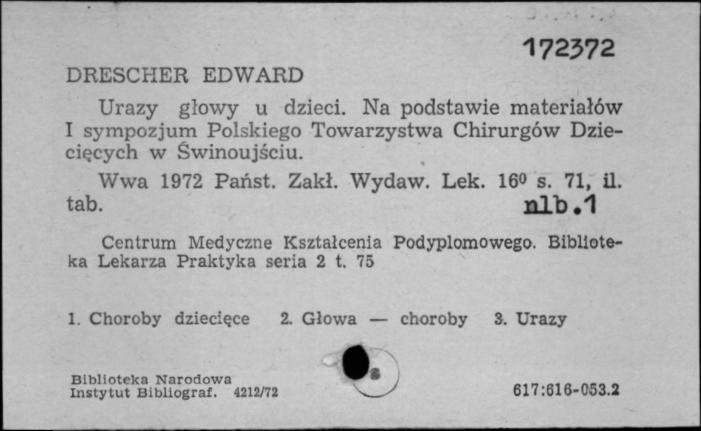 172372
DRESCHER EDWARD
Urazy głowy u dzieci. Na podstawie materiałów
I sympozjum Polskiego Towarzystwa Chirurgów Dzie-
cięcych w Świnoujściu.
Wwa 1972 Państ. Zakł. Wydaw. Lek. 16⁰ s. 71, il.
tab. nlb.1
Centrum Medyczne Kształcenia Podyplomowego. Bibliote-
ka Lekarza Praktyka seria 2 t. 75
1. Choroby dziecięce 2. Głowa — choroby 3. Urazy
Biblioteka Narodowa
Instytut Bibliograf. 4212/72 617:616-053.2